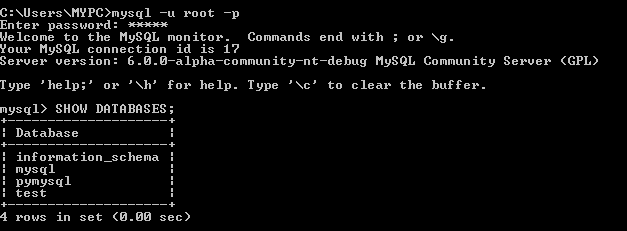 C:\Users\MYPC>mysql -u root -p
Enter password: *****
Welcome to the MySQL monitor.  Commands end with ; or \g.
Your MySQL connection id is 17
Server version: 6.0.0-alpha-community-nt-debug MySQL Community Server (GPL)
Type 'help;' or '\h' for help. Type '\c' to clear the buffer.
mysql> SHOW DATABASES;
+--------------------+
| Database           |
+--------------------+
| information_schema |
| mysql              |
| pymysql            |
| test               |
+--------------------+
4 rows in set (0.00 sec)